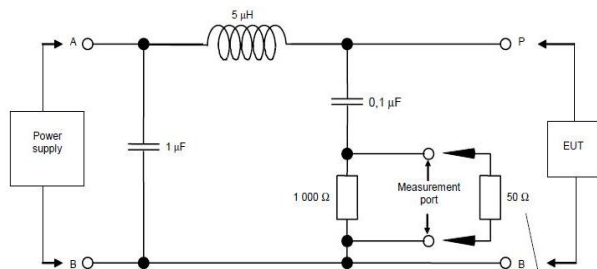 5 μH
A
P
0,1 μF
Power
supply
1 μF
EUT
1 000 Ω
Measurement
port
50 Ω
B
B